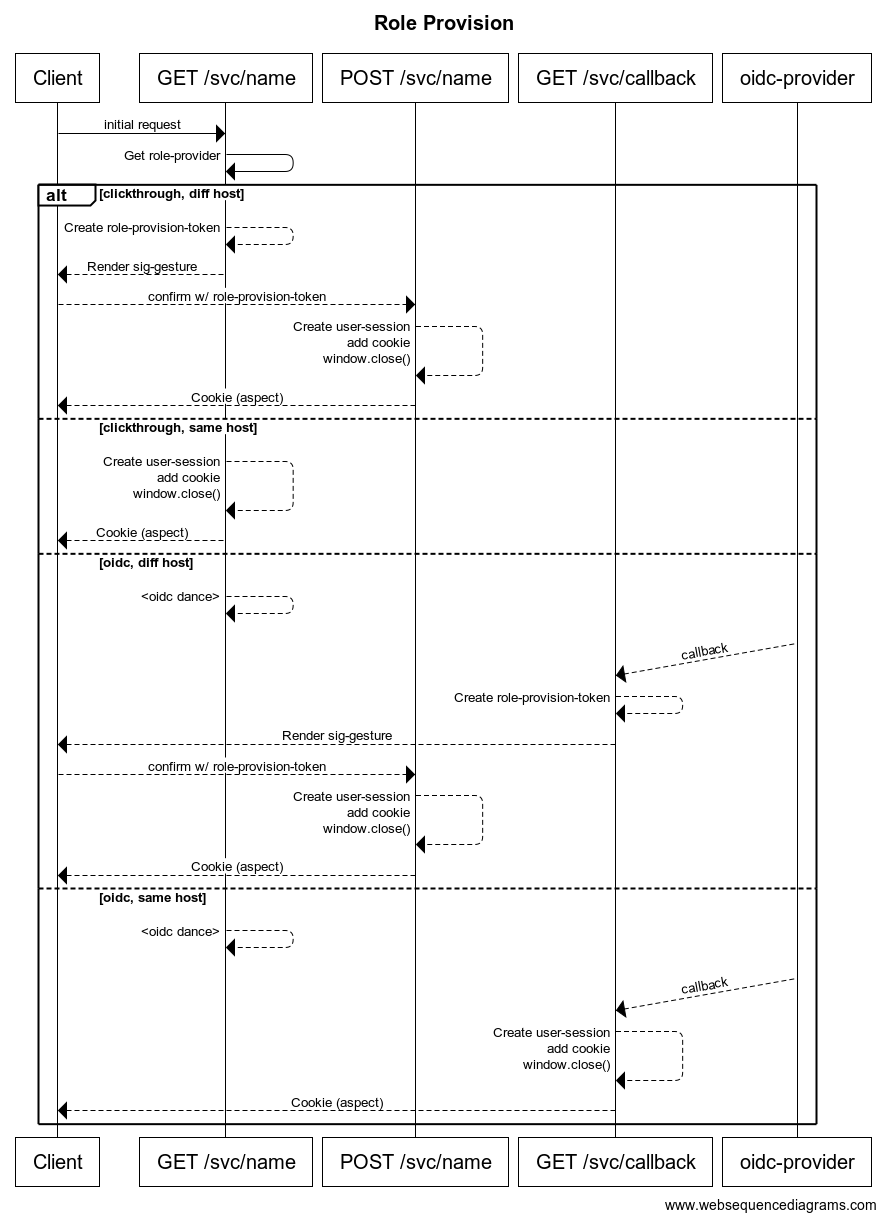 Role Provision
Client
GET /svc/name
POST /svc/name
GET /svc/callback
oidc-provider
initial request
Get role-provider
alt
[clickthrough, diff host]
Create role-provision-token
Render sig-gesture
confirm w/ role-provision-token
Create user-session
add cookie
window.close()
Cookie (aspect)
[clickthrough, same host]
Create user-session
add cookie
window.close()
Cookie (aspect)
[oidc, diff host]
<oidc dance>
callback
Create role-provision-token
Render sig-gesture
confirm w/ role-provision-token
Create user-session
add cookie
window.close()
Cookie (aspect)
[oidc, same host]
<oidc dance>
callback
Create user-session
add cookie
window.close()
Cookie (aspect)
Client
GET /svc/name
POST /svc/name
GET /svc/callback
oidc-provider
www.websequencediagrams.com